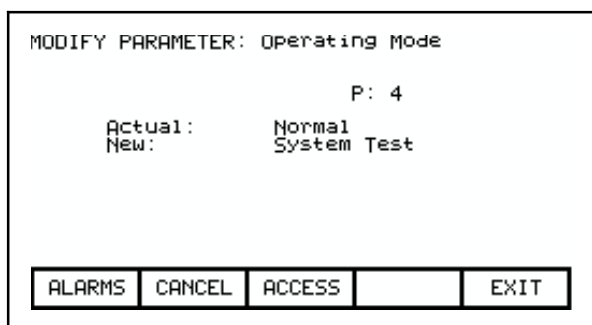 MODIFY PARAMETER: Operating Mode
P: 4
Actual: Normal
New: System Test
ALARMS CANCEL ACCESS EXIT